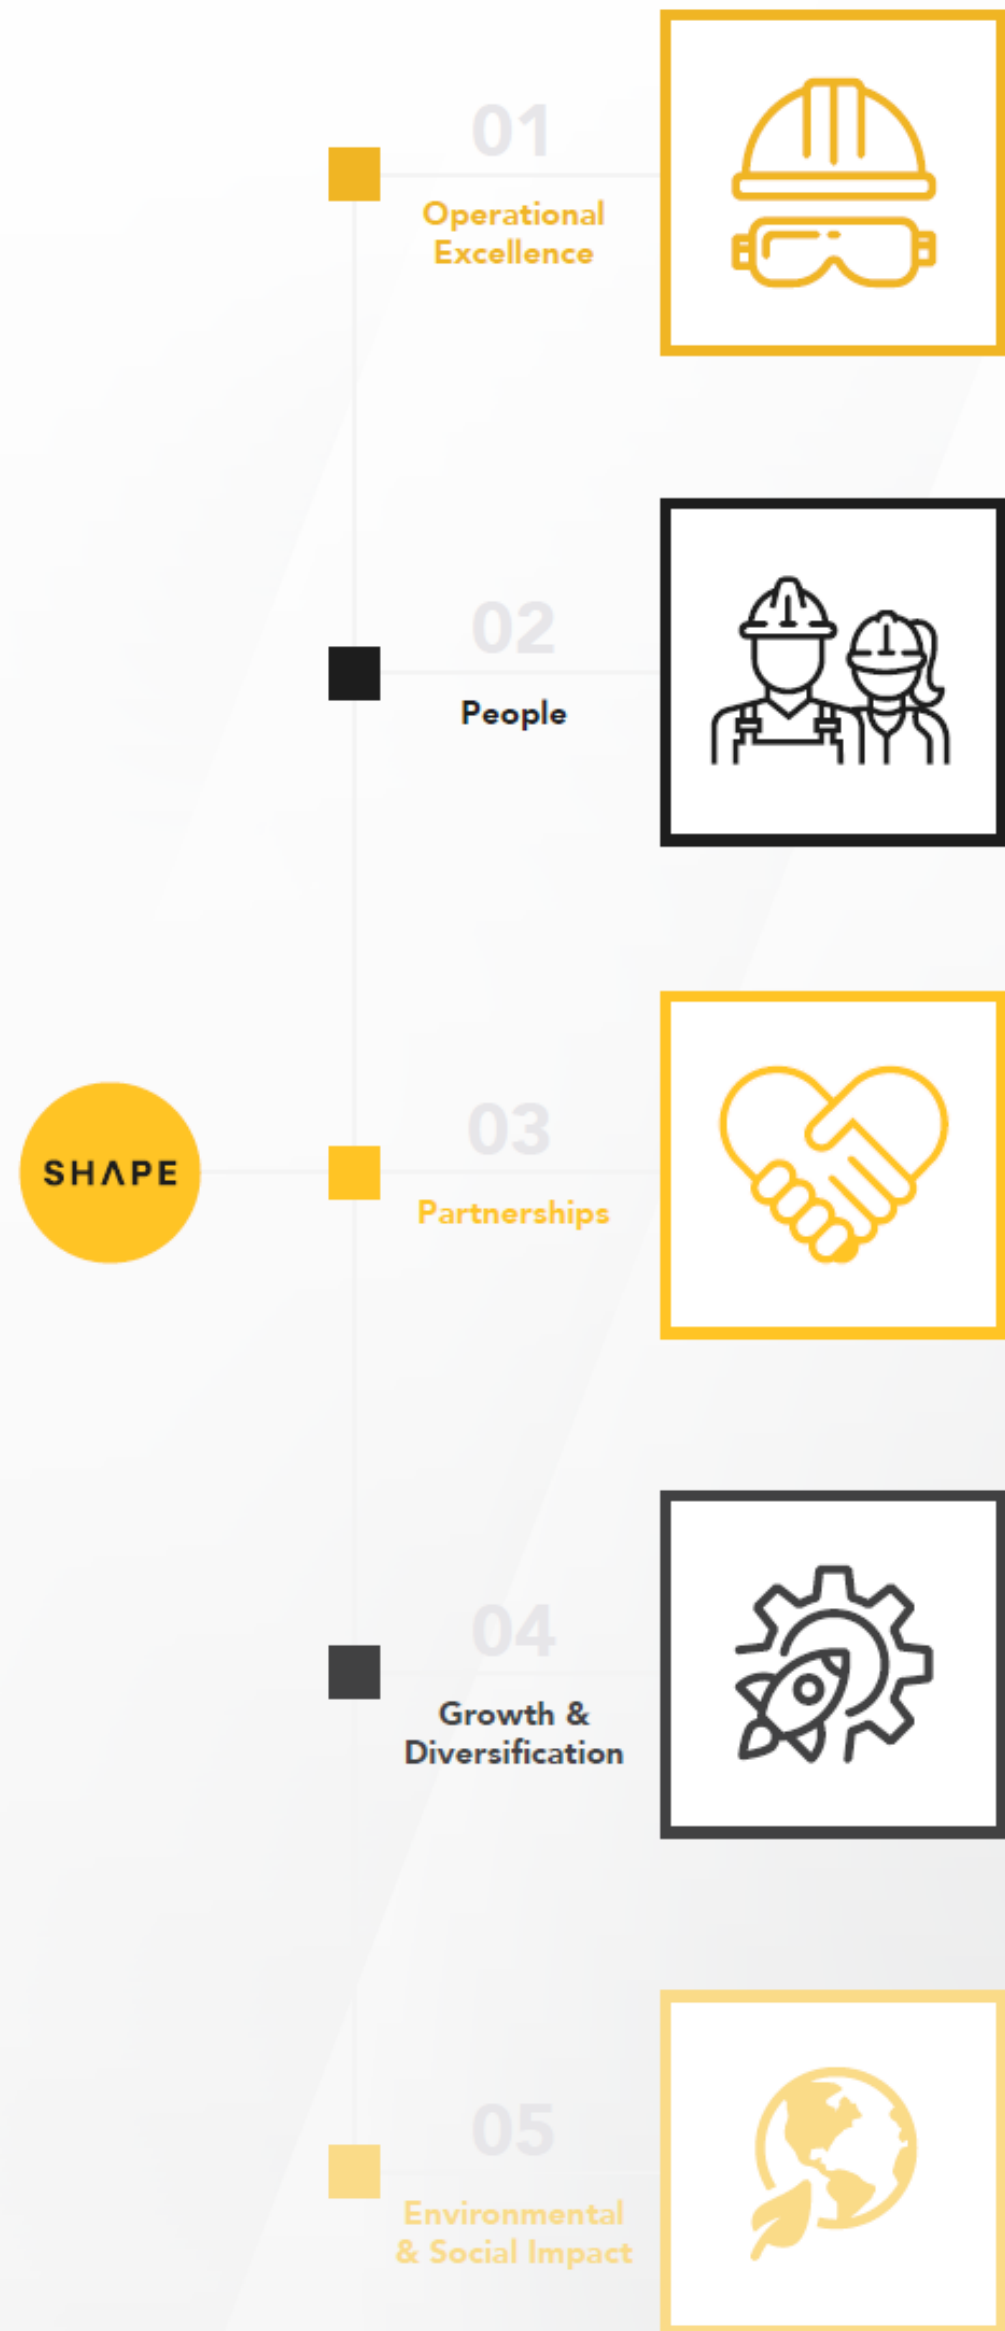 01
Operational
Excellence
02
People
SHAPE
03
Partnerships
04
Growth &
Diversification
05
Environmental
& Social Impact